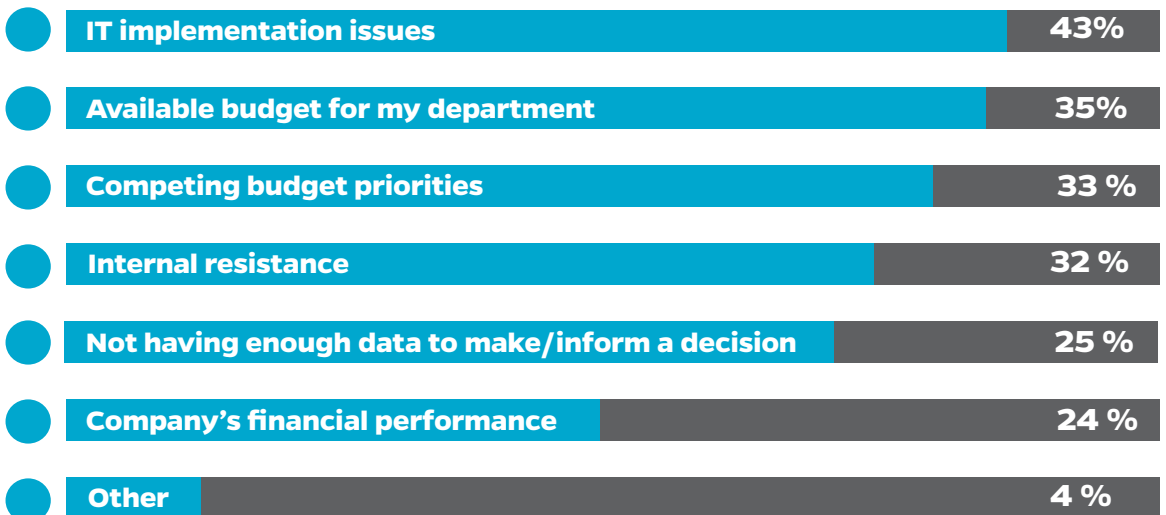 IT implementation issues 43%
Available budget for my department 35%
Competing budget priorities 33 %
Internal resistance 32 %
Not having enough data to make/inform a decision 25 %
Company’s financial performance 24 %
Other 4 %